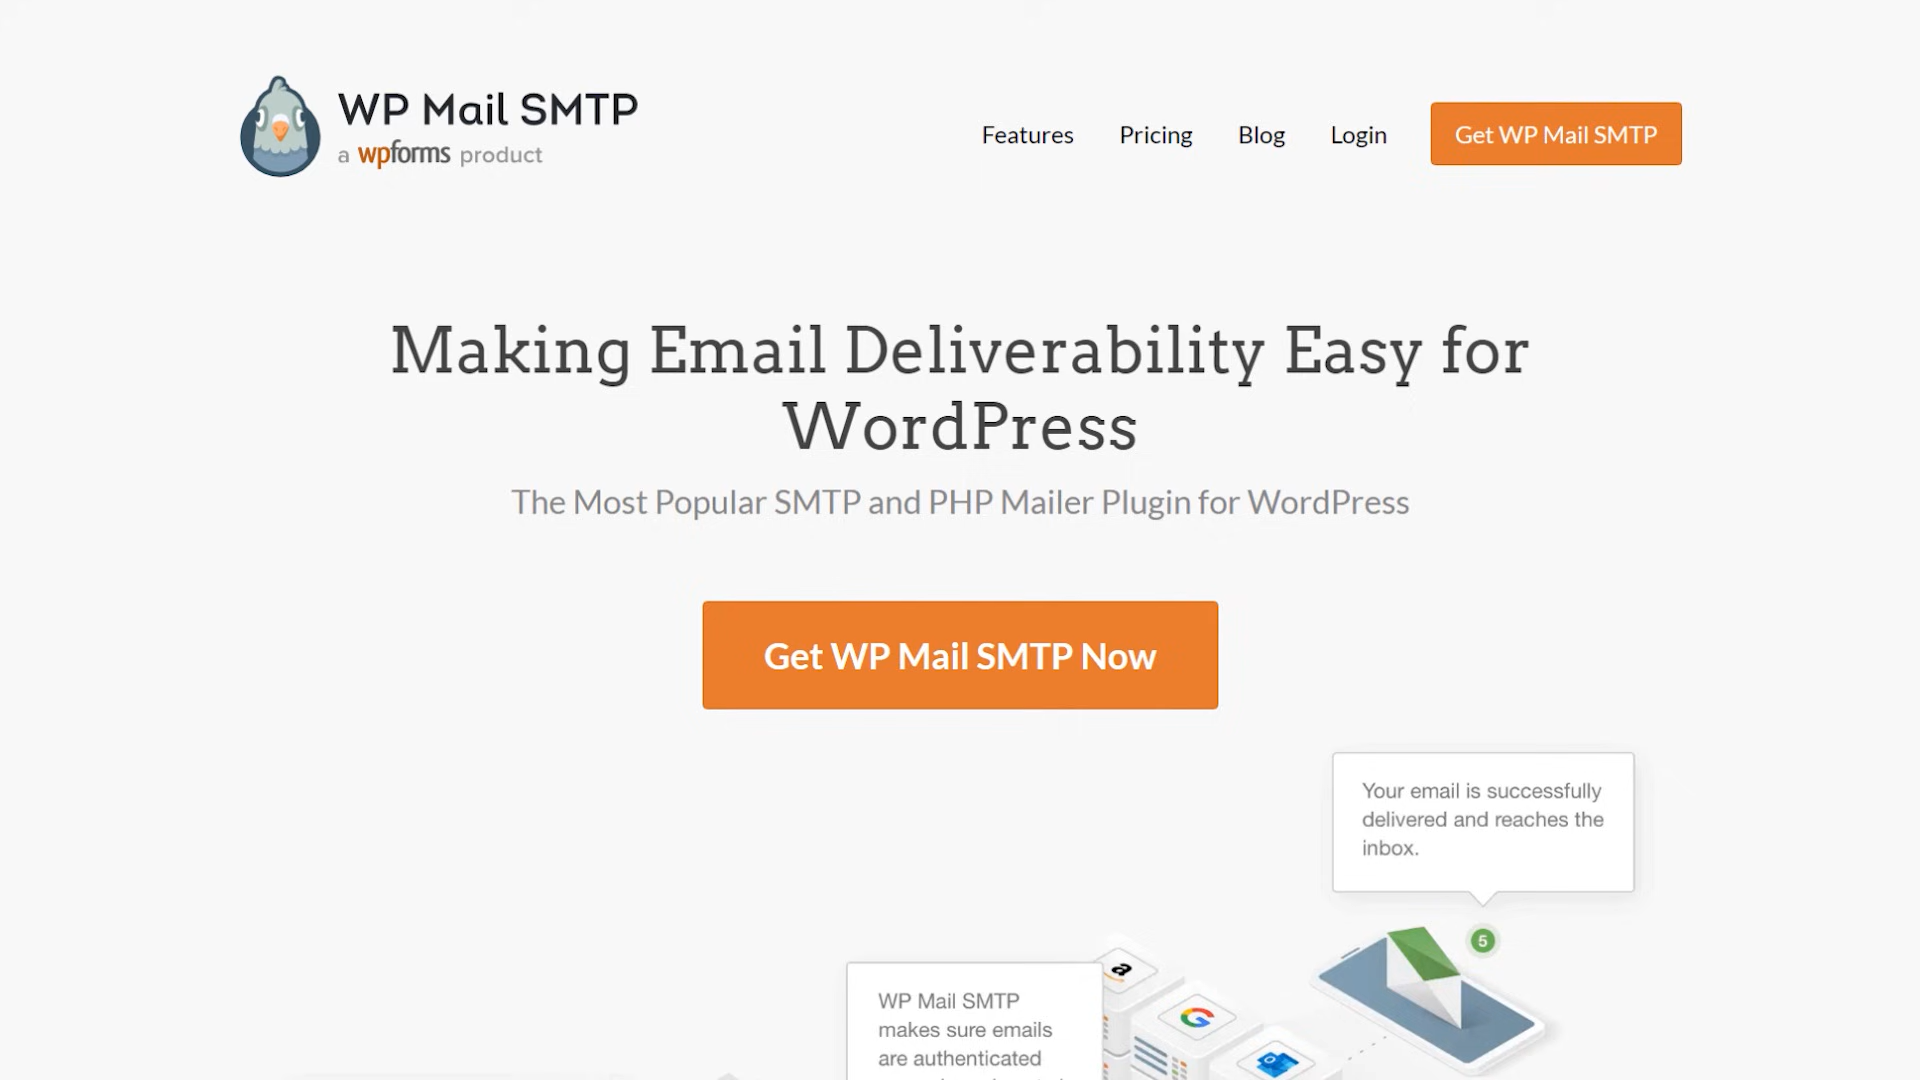 WP Mail SMTP
a wpforms product
Features Pricing Blog Login Get WP Mail SMTP
Making Email Deliverability Easy for
WordPress
The Most Popular SMTP and PHP Mailer Plugin for WordPress
Get WP Mail SMTP Now
Your email is successfully
delivered and reaches the
inbox.
5
a
G
WP Mail SMTP
makes sure emails
are authenticated